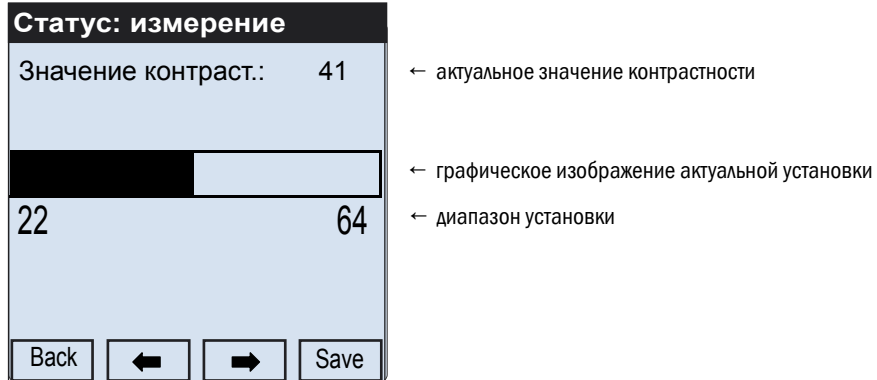 Статус: измерение
Значение контраст.: 41 ← актуальное значение контрастности
← графическое изображение актуальной установки
22 64 ← диапазон установки
Back ← → Save